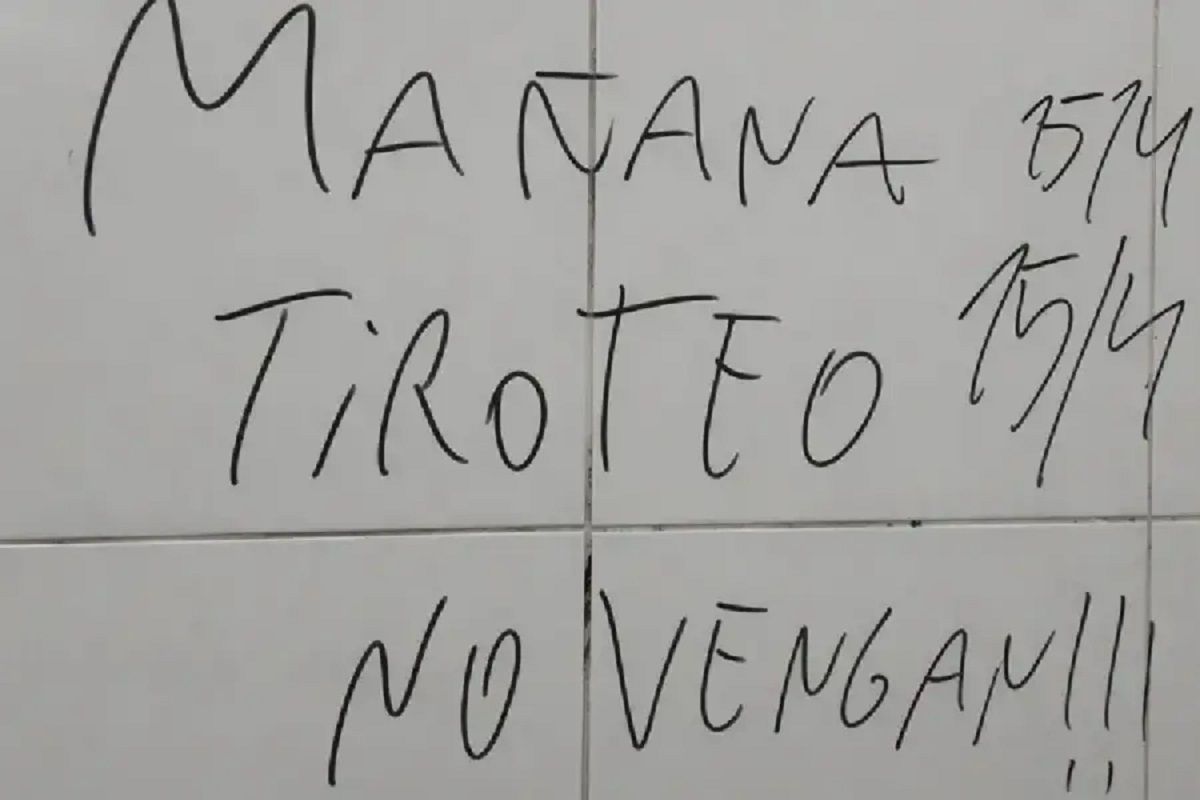 MAÑANA 15/4
TiROTEO 15/4
NO VENGAN!!!